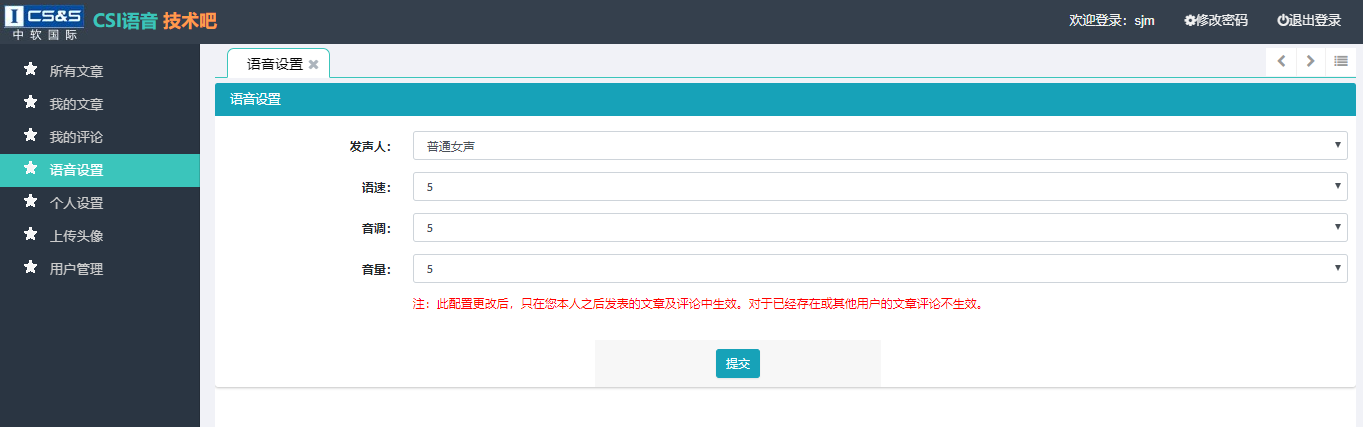 CS&S
中软国际
CSI语音 技术吧
欢迎登录：sjm
修改密码
退出登录
所有文章
我的文章
我的评论
语音设置
个人设置
上传头像
用户管理
语音设置
语音设置
发声人：
普通女声
语速：
5
音调：
5
音量：
5
注：此配置更改后，只在您本人之后发表的文章及评论中生效。对于已经存在或其他用户的文章评论不生效。
提交